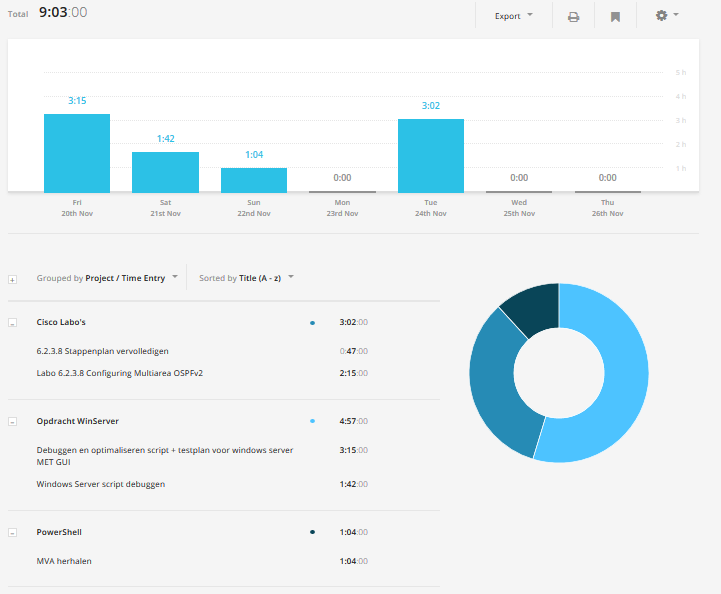 Total 9:03:00
Export
5 h
4 h
3 h
2 h
1 h
3:15
1:42
1:04
0:00
3:02
0:00
0:00
Fri
20th Nov
Sat
21st Nov
Sun
22nd Nov
Mon
23rd Nov
Tue
24th Nov
Wed
25th Nov
Thu
26th Nov
Grouped by Project / Time Entry
Sorted by Title (A - z)
Cisco Labo's 3:02:00
6.2.3.8 Stappenplan vervolledigen 0:47:00
Labo 6.2.3.8 Configuring Multiarea OSPFv2 2:15:00
Opdracht WinServer 4:57:00
Debuggen en optimaliseren script + testplan voor windows server 3:15:00
MET GUI
Windows Server script debuggen 1:42:00
PowerShell 1:04:00
MVA herhalen 1:04:00